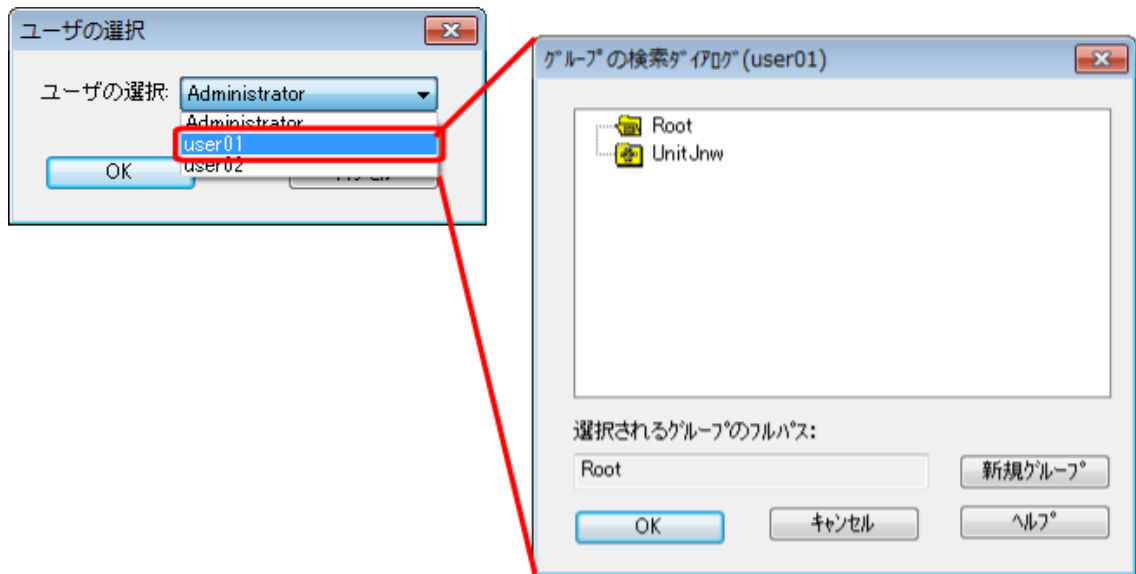 ユーザの選択
ユーザの選択: Administrator
Administrator
user01
user02
OK
ｸﾞﾙｰﾌﾟの検索ﾀﾞｲｱﾛｸﾞ(user01)
Root
UnitJnw
選択されるｸﾞﾙｰﾌﾟのﾌﾙﾊﾟｽ:
Root
新規ｸﾞﾙｰﾌﾟ
OK
ｷｬﾝｾﾙ
ﾍﾙﾌﾟ